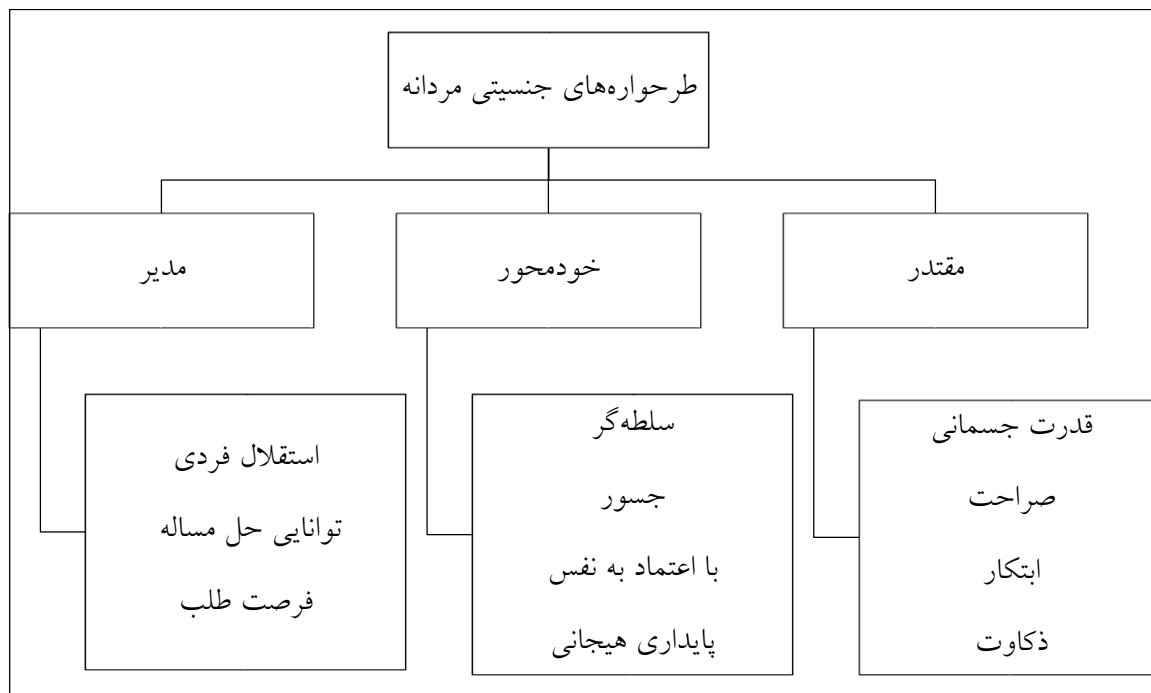 طرحواره‌های جنسیتی مردانه
مقتدر
خودمحور
مدیر
قدرت جسمانی
صراحت
ابتکار
ذکاوت
سلطه‌گر
جسور
با اعتماد به نفس
پایداری هیجانی
استقلال فردی
توانایی حل مساله
فرصت طلب